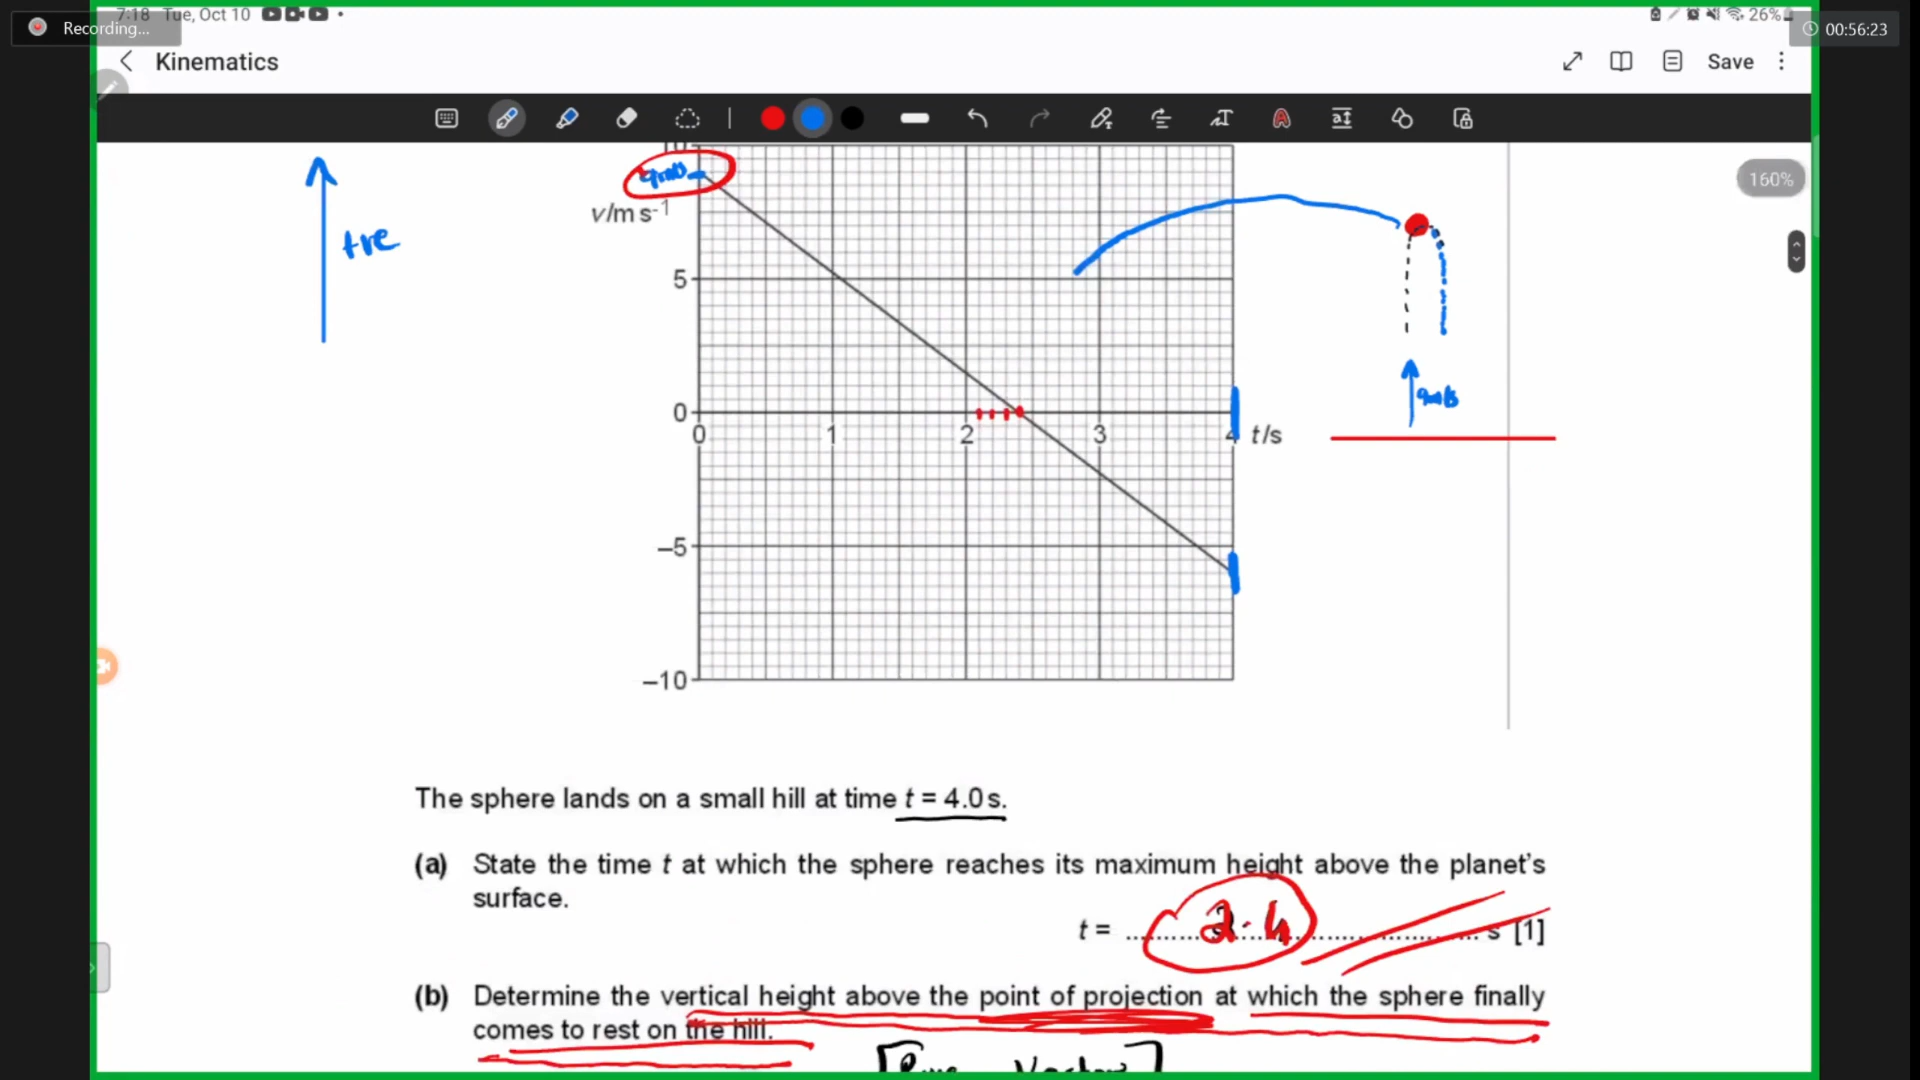 Recording...
7:18 Tue, Oct 10
26%
00:56:23
Kinematics
Save
160%
+ve
10
v/m s-1
5
0
0 1 2 3 4 t/s
–5
–10
The sphere lands on a small hill at time t = 4.0 s.
(a) State the time t at which the sphere reaches its maximum height above the planet's
surface.
t = 2.4 s [1]
(b) Determine the vertical height above the point of projection at which the sphere finally
comes to rest on the hill.